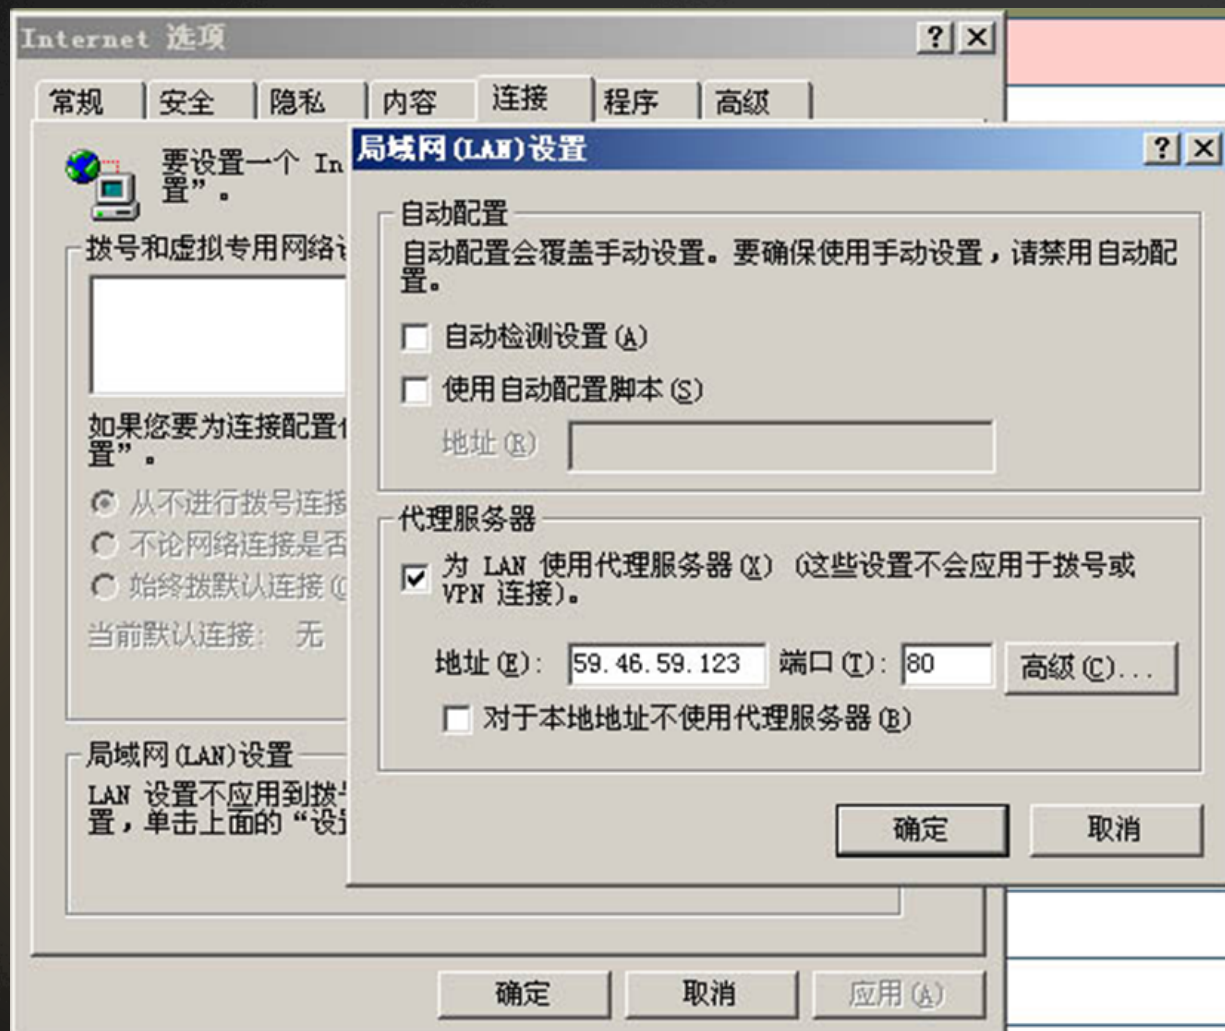 Internet 选项
常规
安全
隐私
内容
连接
程序
高级
要设置一个 In
置”。
拨号和虚拟专用网络
如果您要为连接配置
置”。
从不进行拨号连接
不论网络连接是否
始终拨默认连接(
当前默认连接: 无
局域网(LAN)设置
LAN 设置不应用到拨
置,单击上面的“设
确定
取消
应用(A)
局域网(LAN)设置
自动配置
自动配置会覆盖手动设置。要确保使用手动设置,请禁用自动配
置。
自动检测设置(A)
使用自动配置脚本(S)
地址(R)
代理服务器
为 LAN 使用代理服务器(X) (这些设置不会应用于拨号或
VPN 连接)。
地址(E): 59.46.59.123 端口(T): 80 高级(C)...
对于本地地址不使用代理服务器(B)
确定
取消